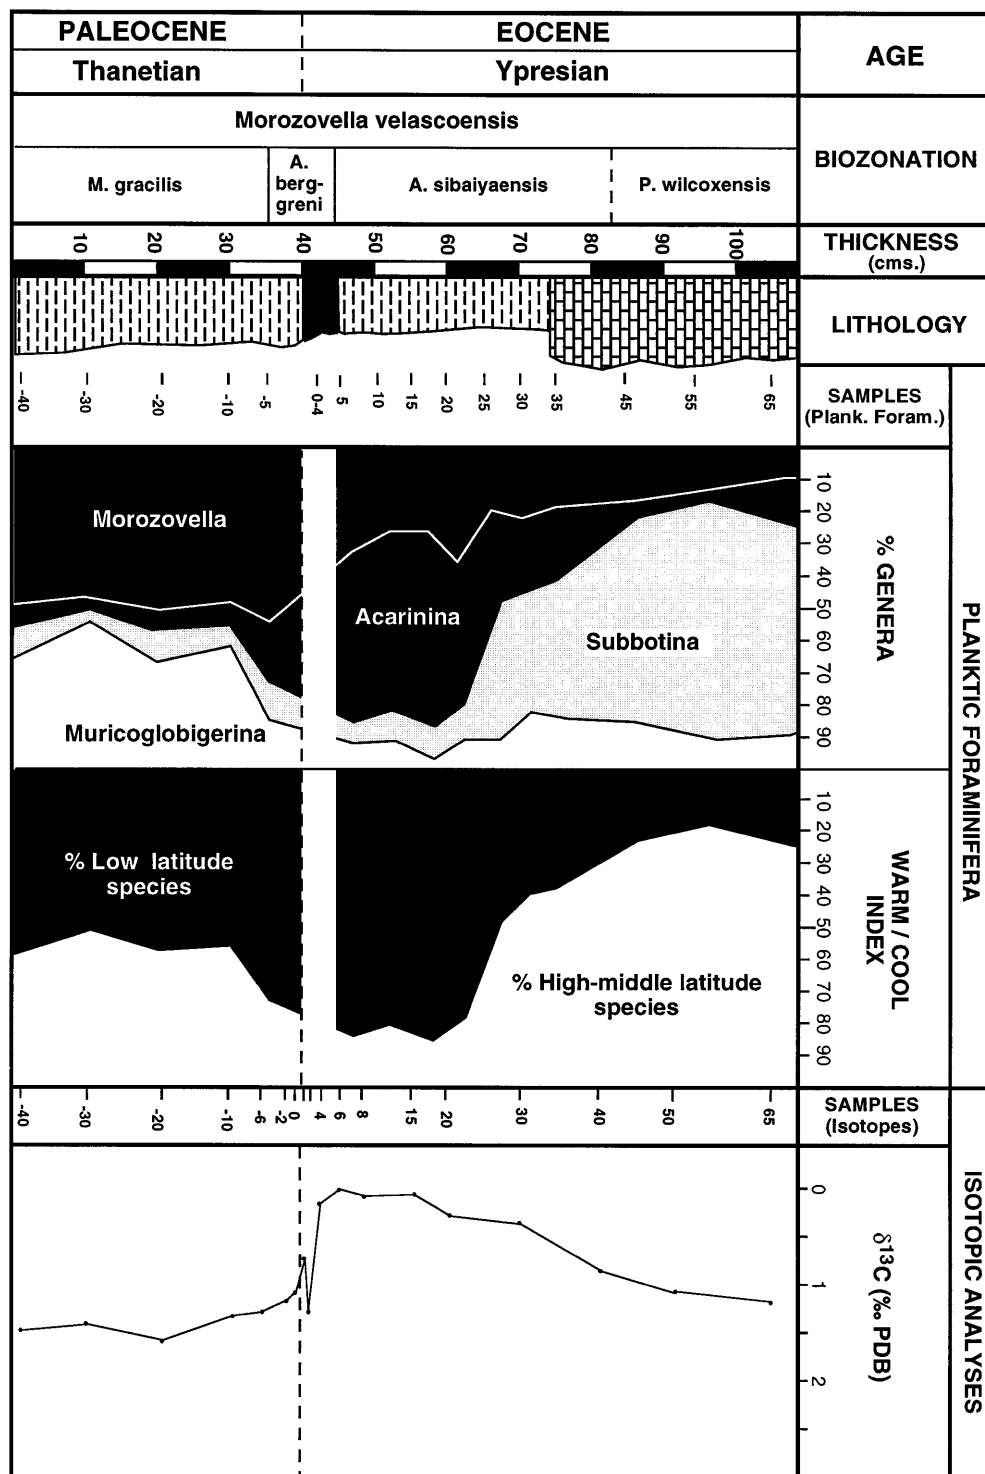 PALEOCENE
EOCENE
AGE
Thanetian
Ypresian
Morozovella velascoensis
BIOZONATION
M. gracilis
A.
berg-
greni
A. sibaiyaensis
P. wilcoxensis
10 20 30 40 50 60 70 80 90 100
THICKNESS
(cms.)
LITHOLOGY
-40 -30 -20 -10 -5 0-4 5 10 15 20 25 30 35 45 55 65
SAMPLES
(Plank. Foram.)
Morozovella
Acarinina
Subbotina
Muricoglobigerina
10 20 30 40 50 60 70 80 90
% GENERA
PLANKTIC FORAMINIFERA
% Low latitude
species
% High-middle latitude
species
10 20 30 40 50 60 70 80 90
WARM / COOL
INDEX
-40 -30 -20 -10 -6 -2 0 4 6 8 15 20 30 40 50 65
SAMPLES
(Isotopes)
0 1 2
δ13C (‰ PDB)
ISOTOPIC ANALYSES